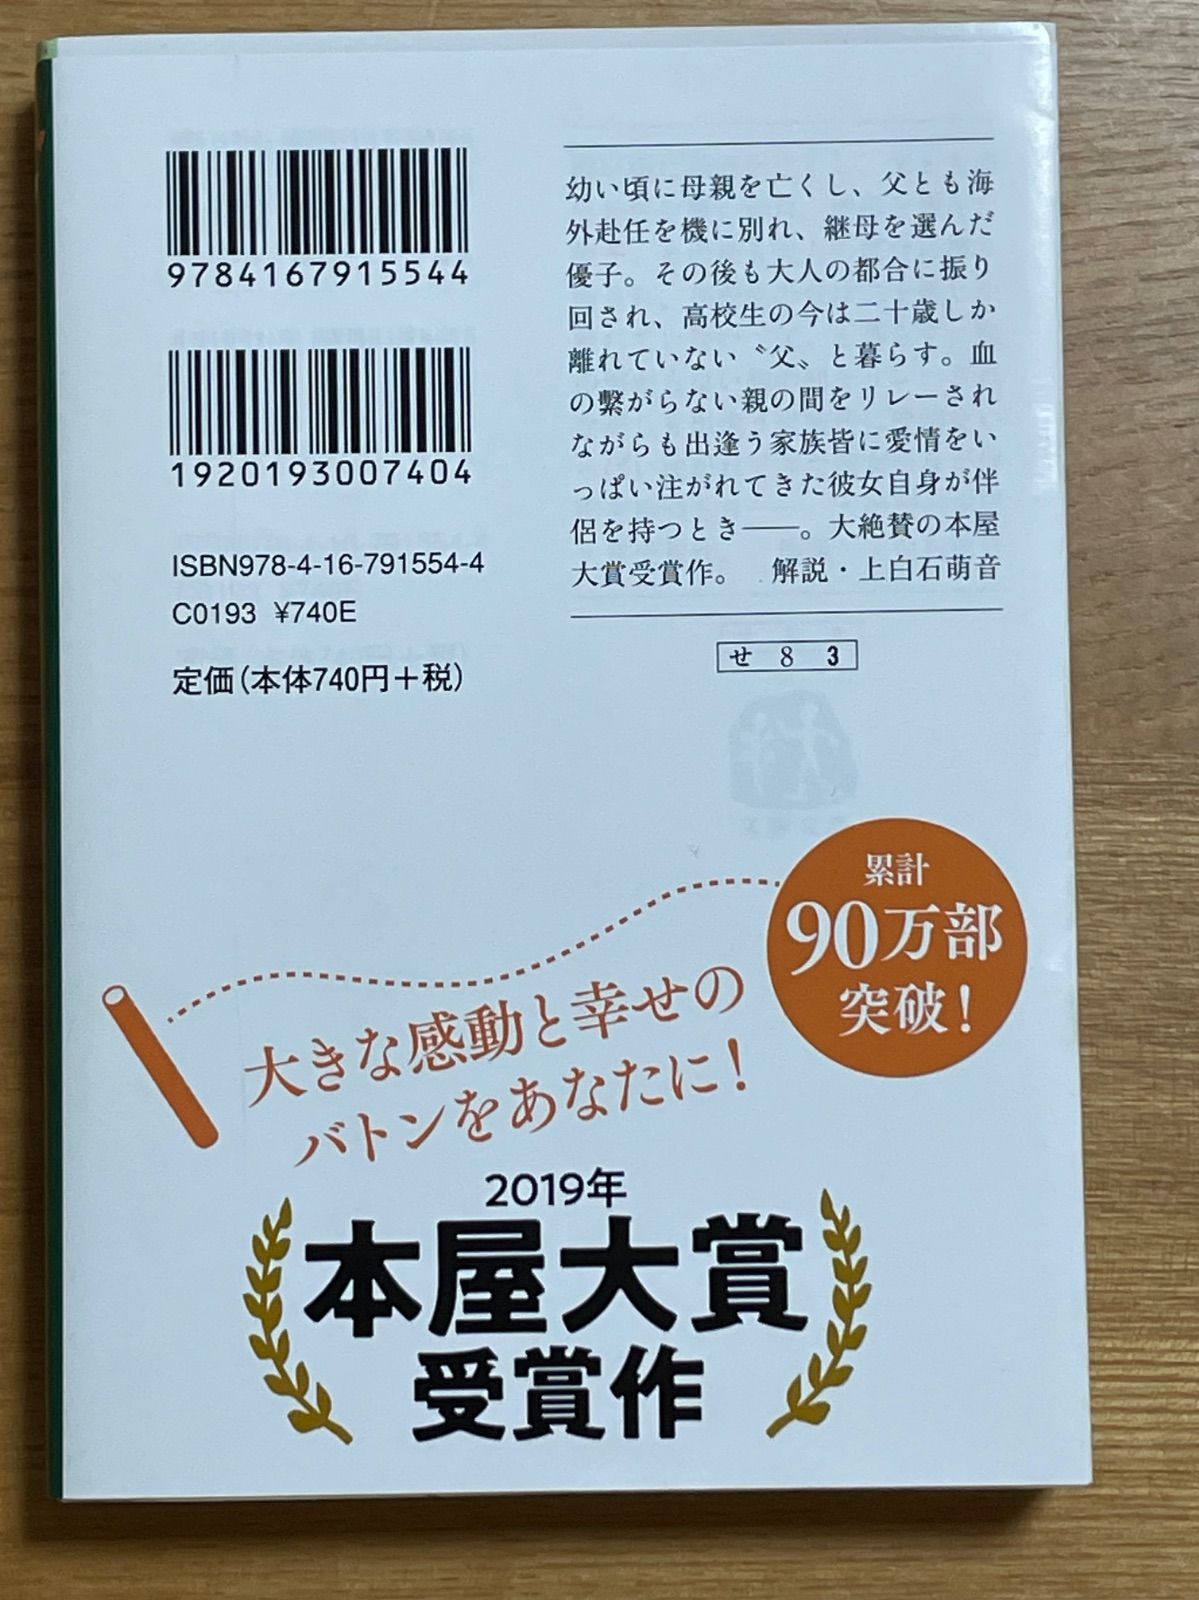 9784167915544
1920193007404
ISBN978-4-16-791554-4
C0193 ¥740E
定価(本体740円+税)
幼い頃に母親を亡くし、父とも海
外赴任を機に別れ、継母を選んだ
優子。その後も大人の都合に振り
回され、高校生の今は二十歳しか
離れていない〝父〟と暮らす。血
の繫がらない親の間をリレーされ
ながらも出逢う家族皆に愛情をい
っぱい注がれてきた彼女自身が伴
侶を持つとき――。大絶賛の本屋
大賞受賞作。 解説・上白石萌音
せ 8 3
累計
90万部
突破!
大きな感動と幸せの
バトンをあなたに!
2019年
本屋大賞
受賞作